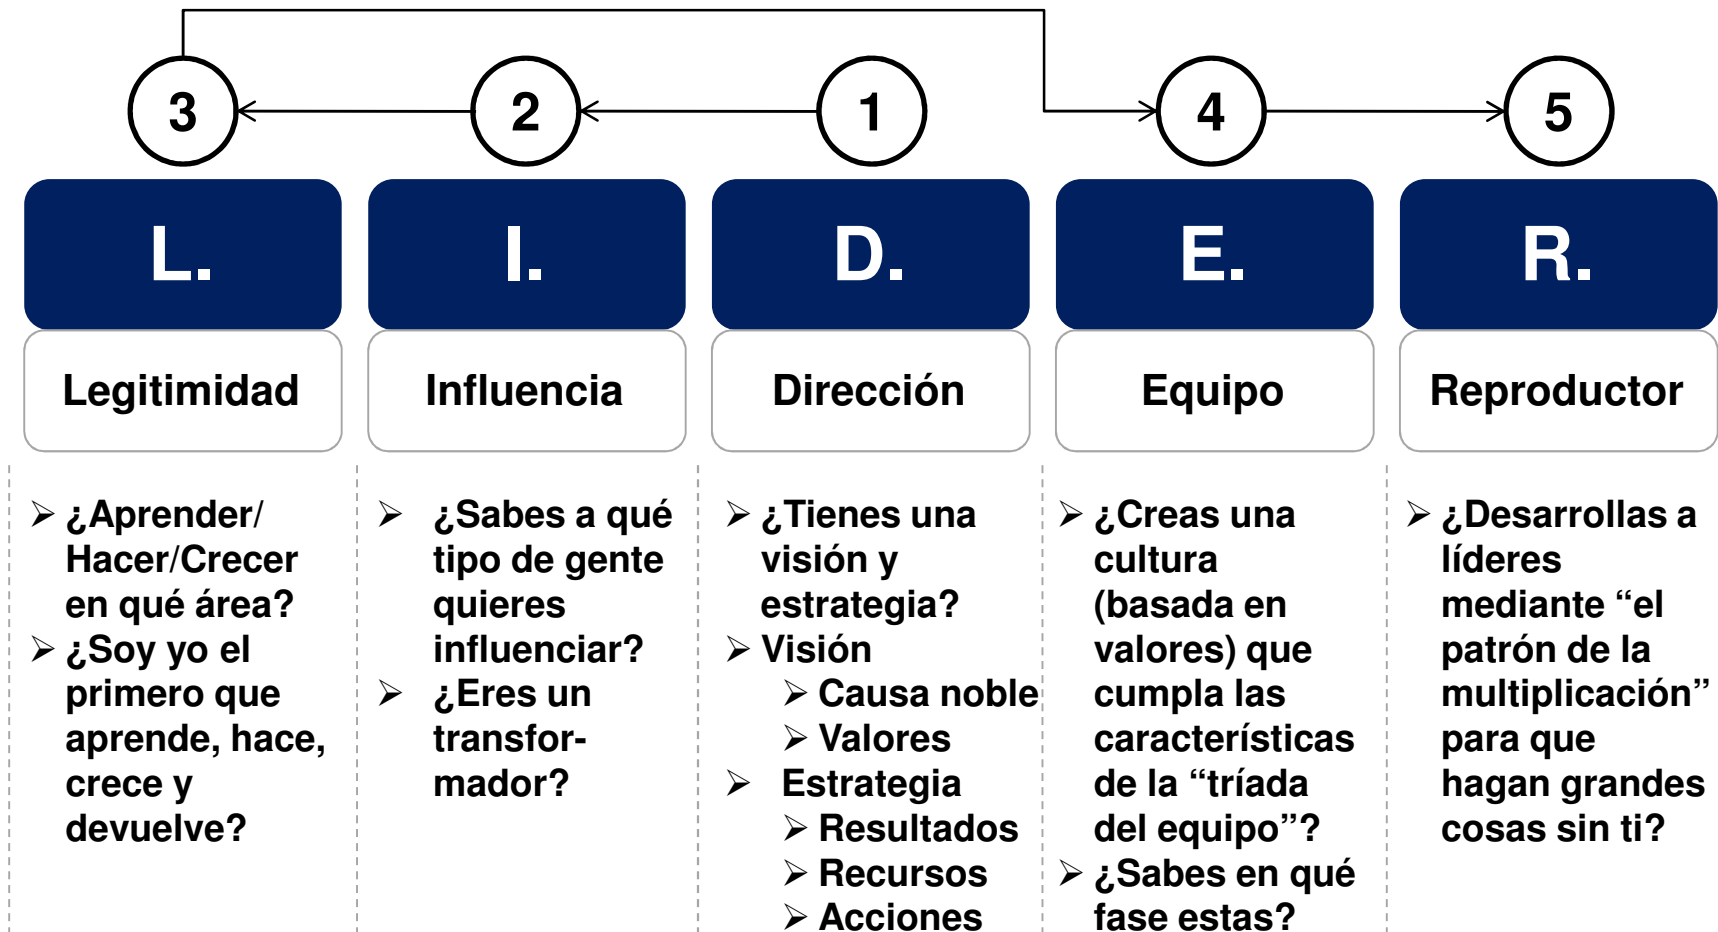 3
2
1
4
5
L.
I.
D.
E.
R.
Legitimidad
Influencia
Dirección
Equipo
Reproductor
➢ ¿Aprender/
Hacer/Crecer
en qué área?
➢ ¿Soy yo el
primero que
aprende, hace,
crece y
devuelve?
➢ ¿Sabes a qué
tipo de gente
quieres
influenciar?
➢ ¿Eres un
transfor-
mador?
➢ ¿Tienes una
visión y
estrategia?
➢ Visión
➢ Causa noble
➢ Valores
➢ Estrategia
➢ Resultados
➢ Recursos
➢ Acciones
➢ ¿Creas una
cultura
(basada en
valores) que
cumpla las
características
de la “tríada
del equipo”?
➢ ¿Sabes en qué
fase estas?
➢ ¿Desarrollas a
líderes
mediante “el
patrón de la
multiplicación”
para que
hagan grandes
cosas sin ti?